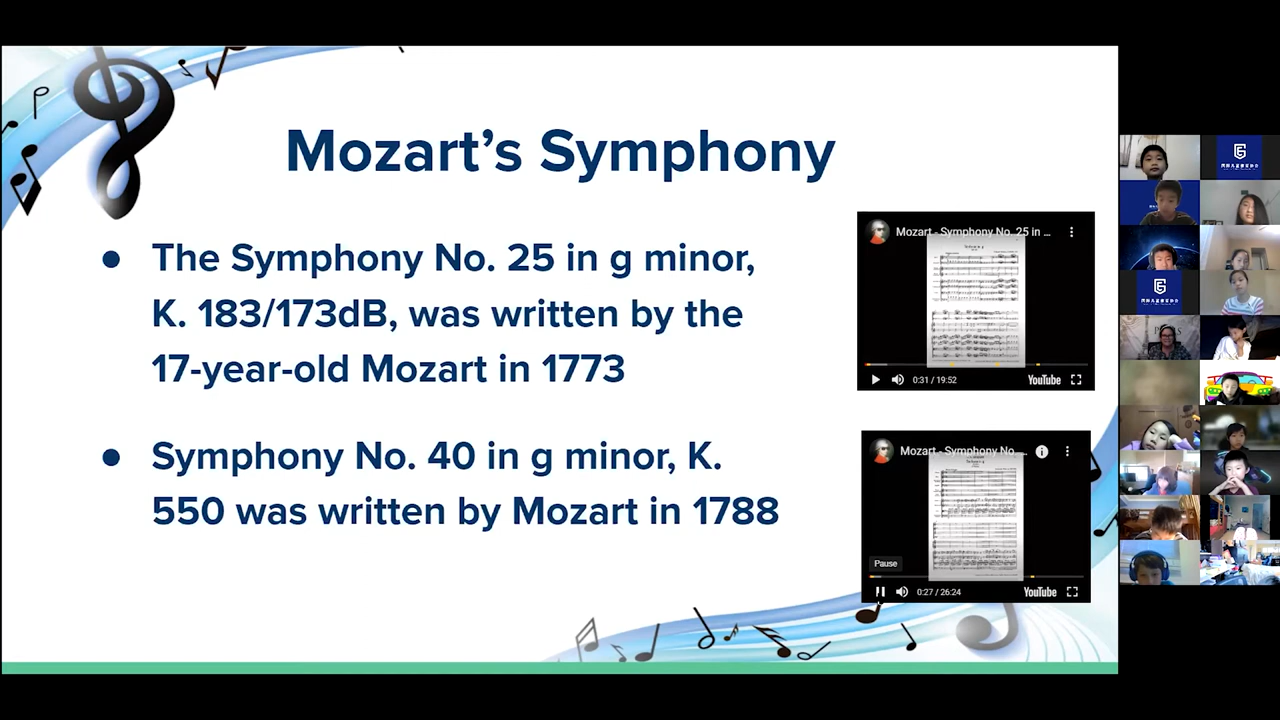 Mozart's Symphony
● The Symphony No. 25 in g minor,
K. 183/173dB, was written by the
17-year-old Mozart in 1773
● Symphony No. 40 in g minor, K.
550 was written by Mozart in 1788
Mozart - Symphony No. 25 in ...
0:31 / 19:52
YouTube
Mozart - Symphony No. ...
Pause
0:27 / 26:24
YouTube